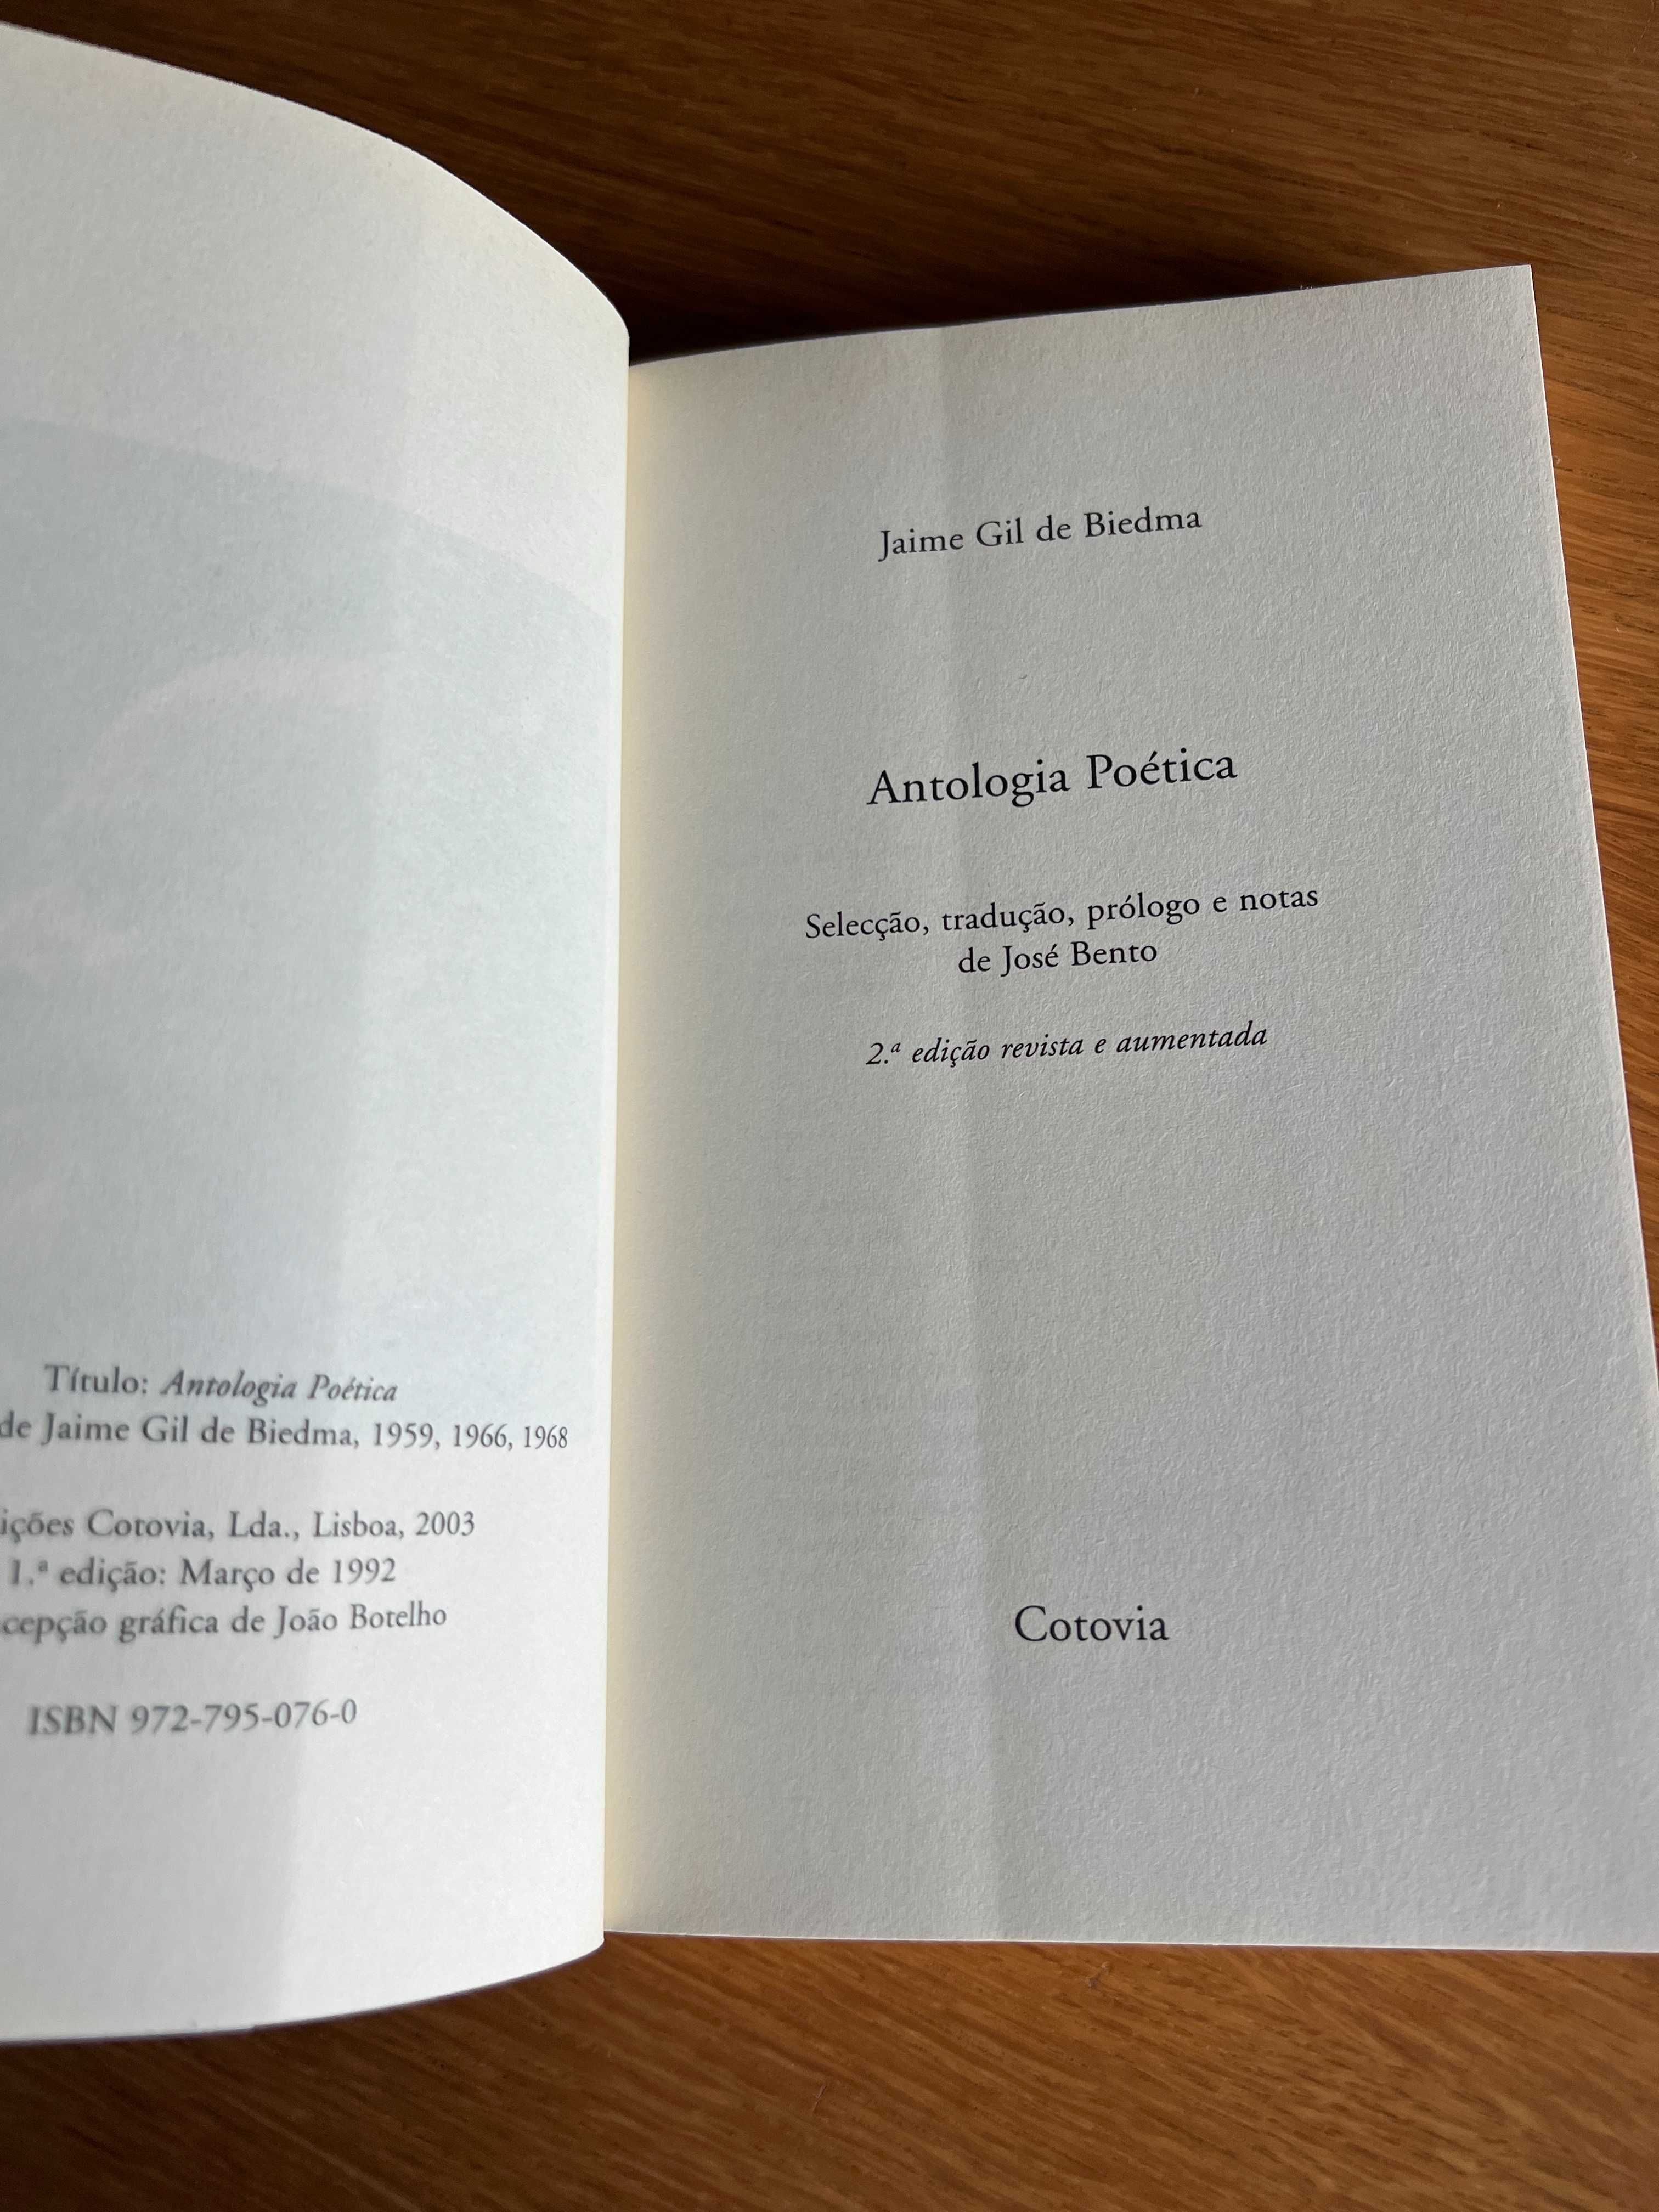 Título: Antologia Poética
de Jaime Gil de Biedma, 1959, 1966, 1968
ições Cotovia, Lda., Lisboa, 2003
1.ª edição: Março de 1992
cepção gráfica de João Botelho
ISBN 972-795-076-0
Jaime Gil de Biedma
Antologia Poética
Selecção, tradução, prólogo e notas
de José Bento
2.ª edição revista e aumentada
Cotovia